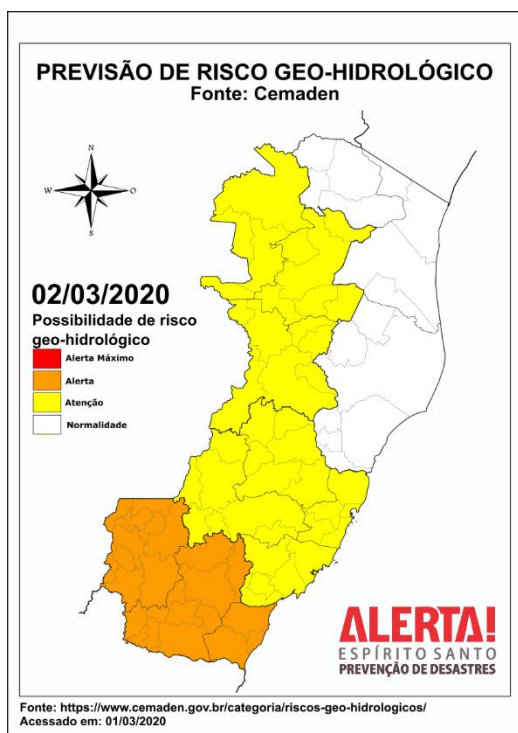 PREVISÃO DE RISCO GEO-HIDROLÓGICO
Fonte: Cemaden
N
W
O
S
02/03/2020
Possibilidade de risco
geo-hidrológico
Alerta Máximo
Alerta
Atenção
Normalidade
ALERTA!
ESPÍRITO SANTO
PREVENÇÃO DE DESASTRES
Fonte: https://www.cemaden.gov.br/categoria/riscos-geo-hidrologicos/
Acessado em: 01/03/2020